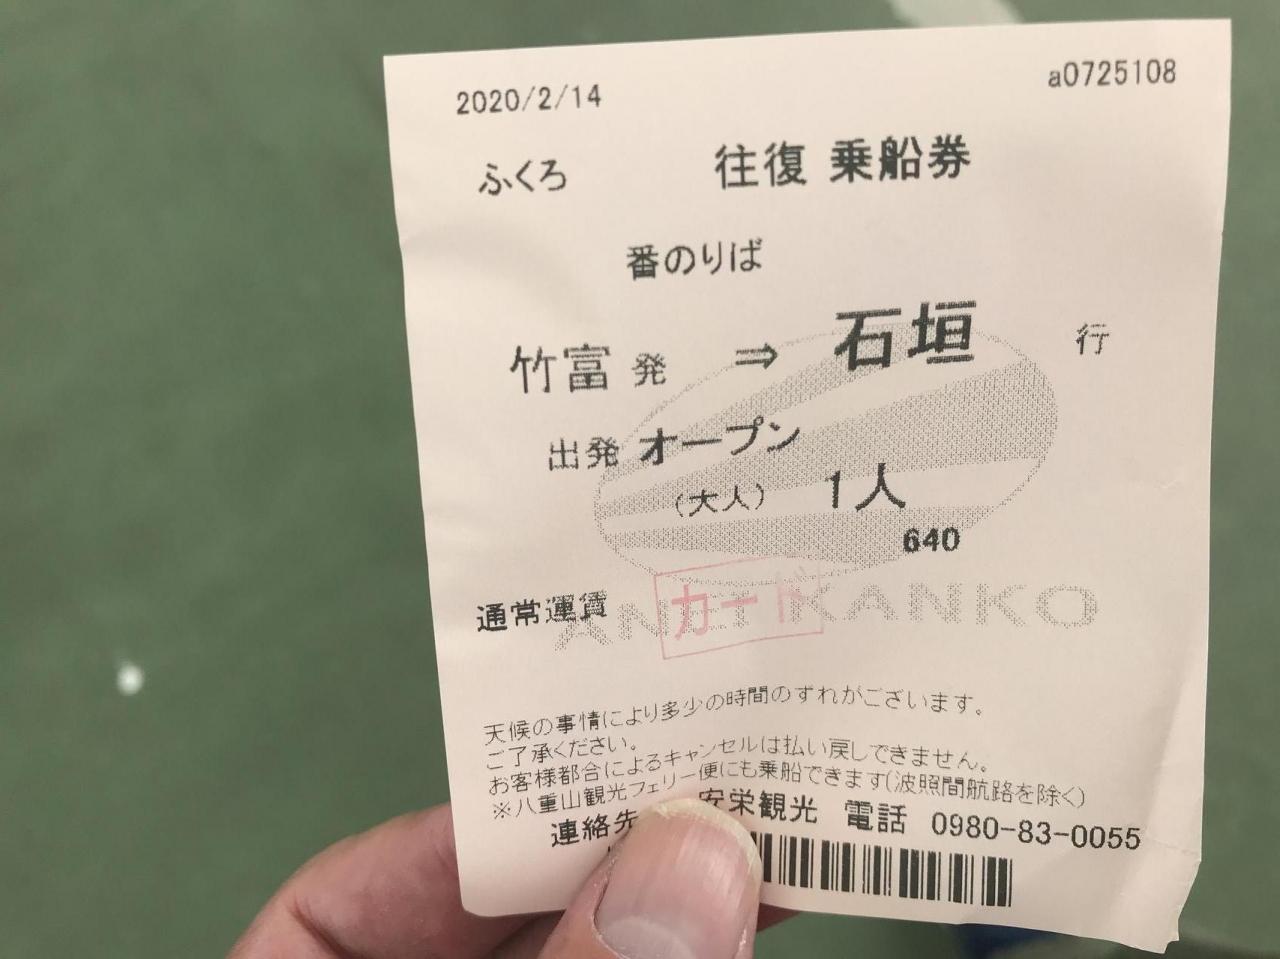 2020/2/14 a0725108
ふくろ 往復 乗船券
番のりば
竹富 発 ⇒ 石垣 行
出発 オープン
(大人) 1人
640
通常運賃 カード
ANEI KANKO
天候の事情により多少の時間のずれがございます。
ご了承ください。
お客様都合によるキャンセルは払い戻しできません。
※八重山観光フェリー便にも乗船できます(波照間航路を除く)
連絡先 安栄観光 電話 0980-83-0055